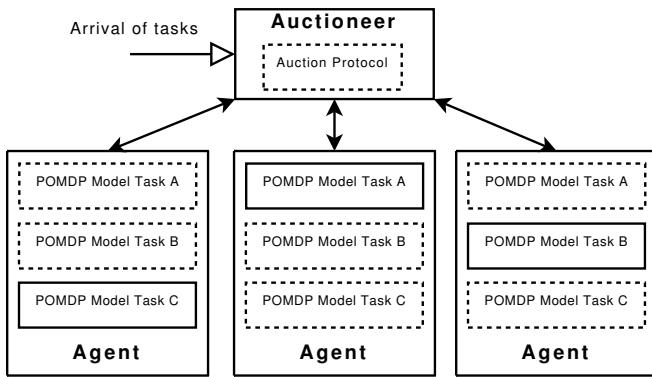 Auctioneer
Arrival of tasks
Auction Protocol
POMDP Model Task A
POMDP Model Task B
POMDP Model Task C
Agent
POMDP Model Task A
POMDP Model Task B
POMDP Model Task C
Agent
POMDP Model Task A
POMDP Model Task B
POMDP Model Task C
Agent